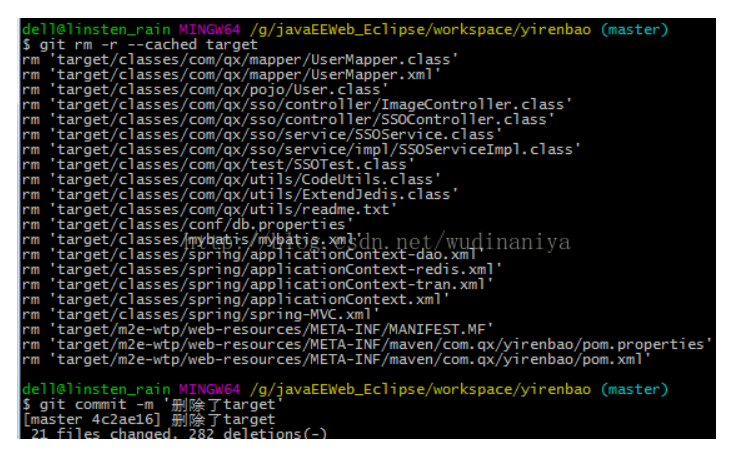 dell@linsten_rain MINGW64 /g/javaEEWeb_Eclipse/workspace/yirenbao (master)
$ git rm -r --cached target
rm 'target/classes/com/qx/mapper/UserMapper.class'
rm 'target/classes/com/qx/mapper/UserMapper.xml'
rm 'target/classes/com/qx/pojo/User.class'
rm 'target/classes/com/qx/sso/controller/ImageController.class'
rm 'target/classes/com/qx/sso/controller/SSOController.class'
rm 'target/classes/com/qx/sso/service/SSOService.class'
rm 'target/classes/com/qx/sso/service/impl/SSOServiceImpl.class'
rm 'target/classes/com/qx/test/SSOTest.class'
rm 'target/classes/com/qx/utils/CodeUtils.class'
rm 'target/classes/com/qx/utils/ExtendJedis.class'
rm 'target/classes/com/qx/utils/readme.txt'
rm 'target/classes/conf/db.properties'
rm 'target/classes/mybatis/mybatis.xml'
http://blog.csdn.net/wudinaniya
rm 'target/classes/spring/applicationContext-dao.xml'
rm 'target/classes/spring/applicationContext-redis.xml'
rm 'target/classes/spring/applicationContext-tran.xml'
rm 'target/classes/spring/applicationContext.xml'
rm 'target/classes/spring/spring-MVC.xml'
rm 'target/m2e-wtp/web-resources/META-INF/MANIFEST.MF'
rm 'target/m2e-wtp/web-resources/META-INF/maven/com.qx/yirenbao/pom.properties'
rm 'target/m2e-wtp/web-resources/META-INF/maven/com.qx/yirenbao/pom.xml'
dell@linsten_rain MINGW64 /g/javaEEWeb_Eclipse/workspace/yirenbao (master)
$ git commit -m '删除了target'
[master 4c2ae16] 删除了target
21 files changed, 282 deletions(-)